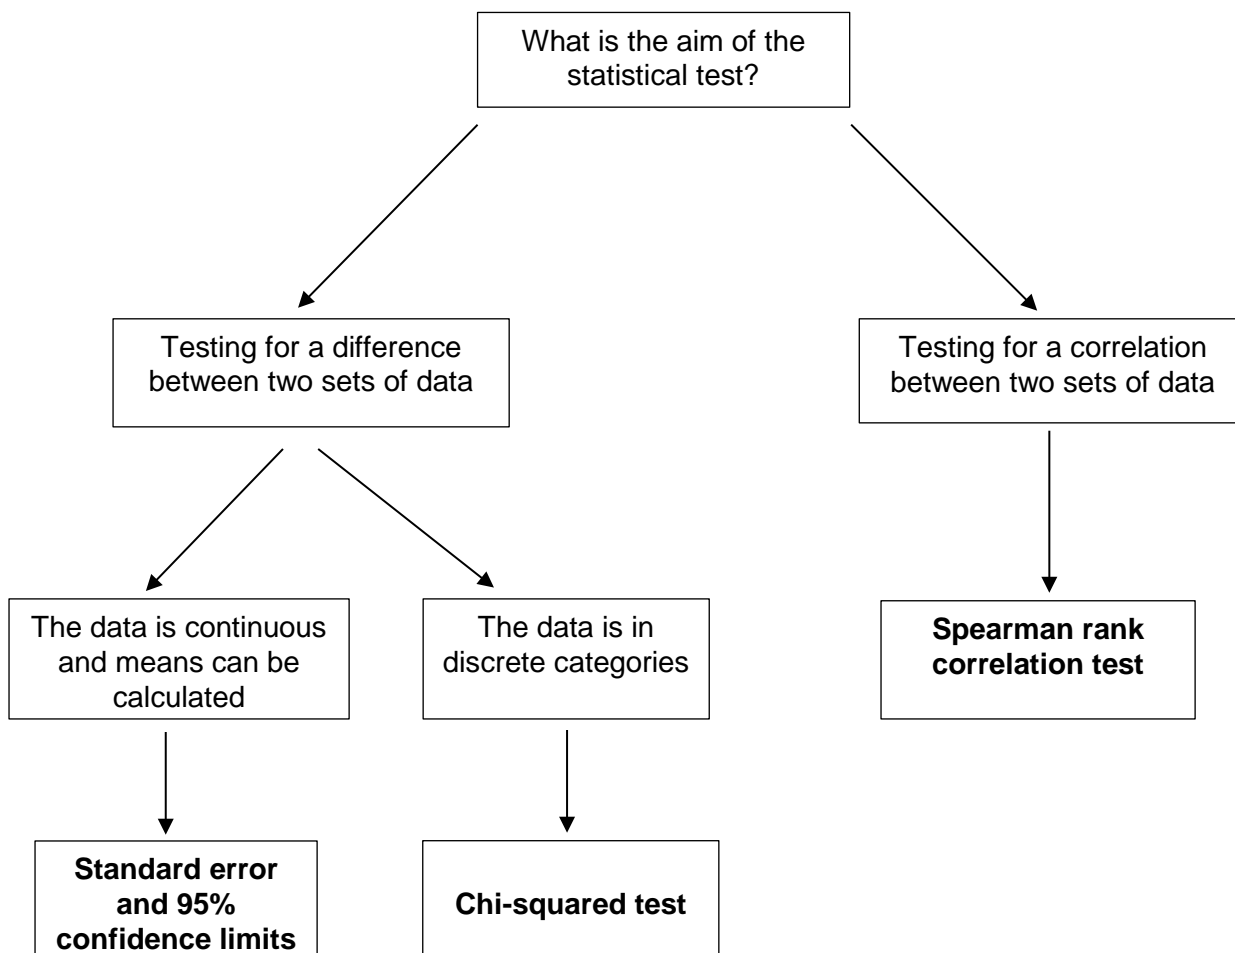 What is the aim of the
statistical test?
Testing for a difference
between two sets of data
Testing for a correlation
between two sets of data
The data is continuous
and means can be
calculated
The data is in
discrete categories
Spearman rank
correlation test
Standard error
and 95%
confidence limits
Chi-squared test